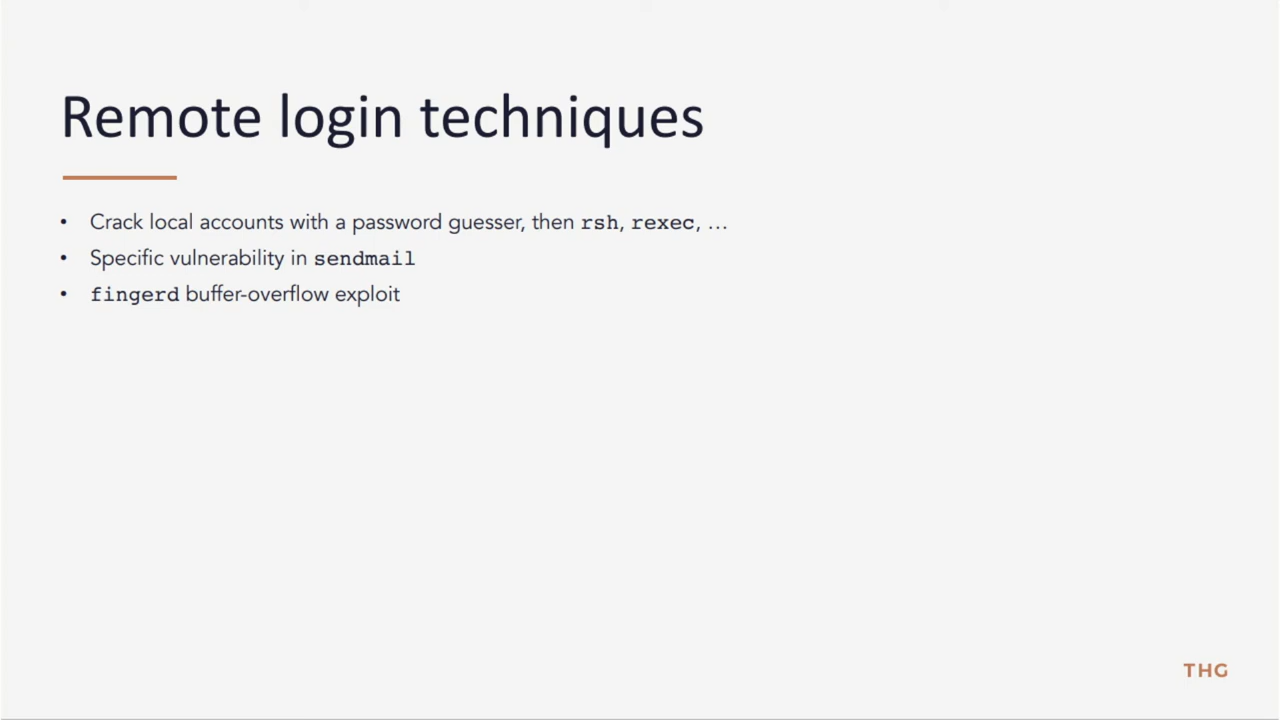 Remote login techniques
• Crack local accounts with a password guesser, then rsh, rexec, …
• Specific vulnerability in sendmail
• fingerd buffer-overflow exploit
THG